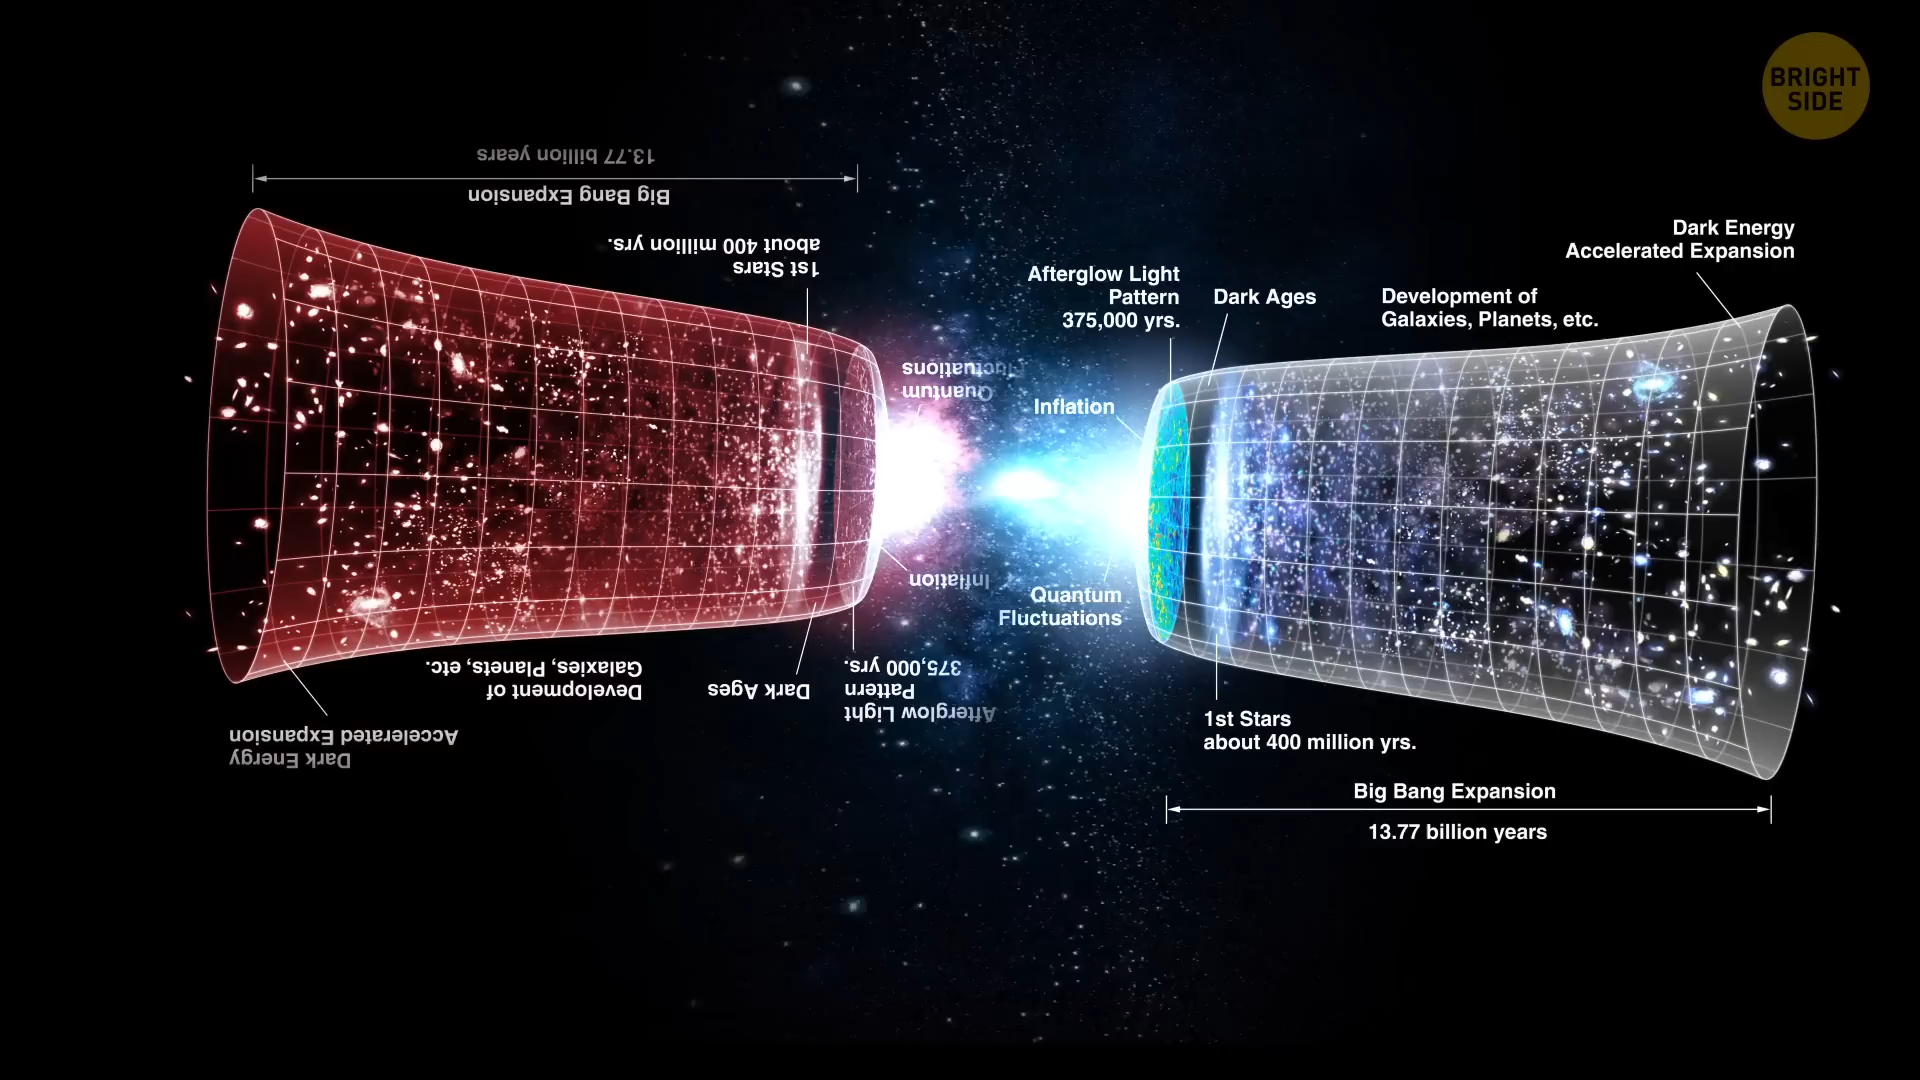 BRIGHT
SIDE
13.77 billion years
Big Bang Expansion
1st Stars
about 400 million yrs.
Quantum
Fluctuations
Inflation
Afterglow Light
Pattern
375,000 yrs.
Dark Ages
Development of
Galaxies, Planets, etc.
Dark Energy
Accelerated Expansion
Afterglow Light
Pattern
375,000 yrs.
Dark Ages
Development of
Galaxies, Planets, etc.
Dark Energy
Accelerated Expansion
Inflation
Quantum
Fluctuations
1st Stars
about 400 million yrs.
Big Bang Expansion
13.77 billion years